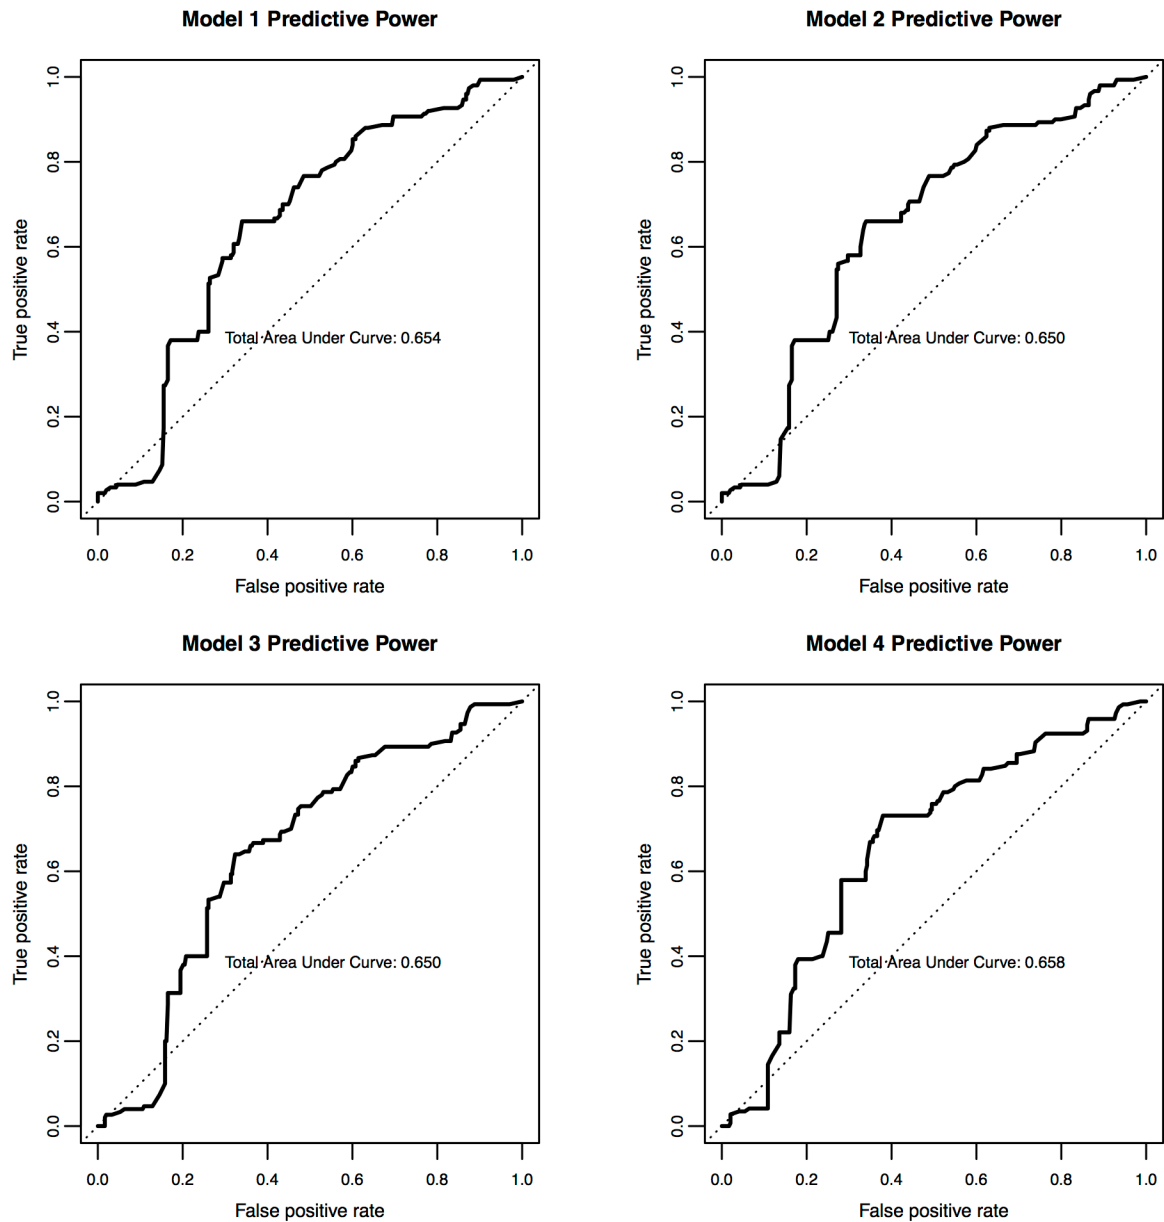 Model 1 Predictive Power
True positive rate
1.0
0.8
0.6
0.4
0.2
0.0
Total Area Under Curve: 0.654
0.0 0.2 0.4 0.6 0.8 1.0
False positive rate
Model 2 Predictive Power
True positive rate
1.0
0.8
0.6
0.4
0.2
0.0
Total Area Under Curve: 0.650
0.0 0.2 0.4 0.6 0.8 1.0
False positive rate
Model 3 Predictive Power
True positive rate
1.0
0.8
0.6
0.4
0.2
0.0
Total Area Under Curve: 0.650
0.0 0.2 0.4 0.6 0.8 1.0
False positive rate
Model 4 Predictive Power
True positive rate
1.0
0.8
0.6
0.4
0.2
0.0
Total Area Under Curve: 0.658
0.0 0.2 0.4 0.6 0.8 1.0
False positive rate